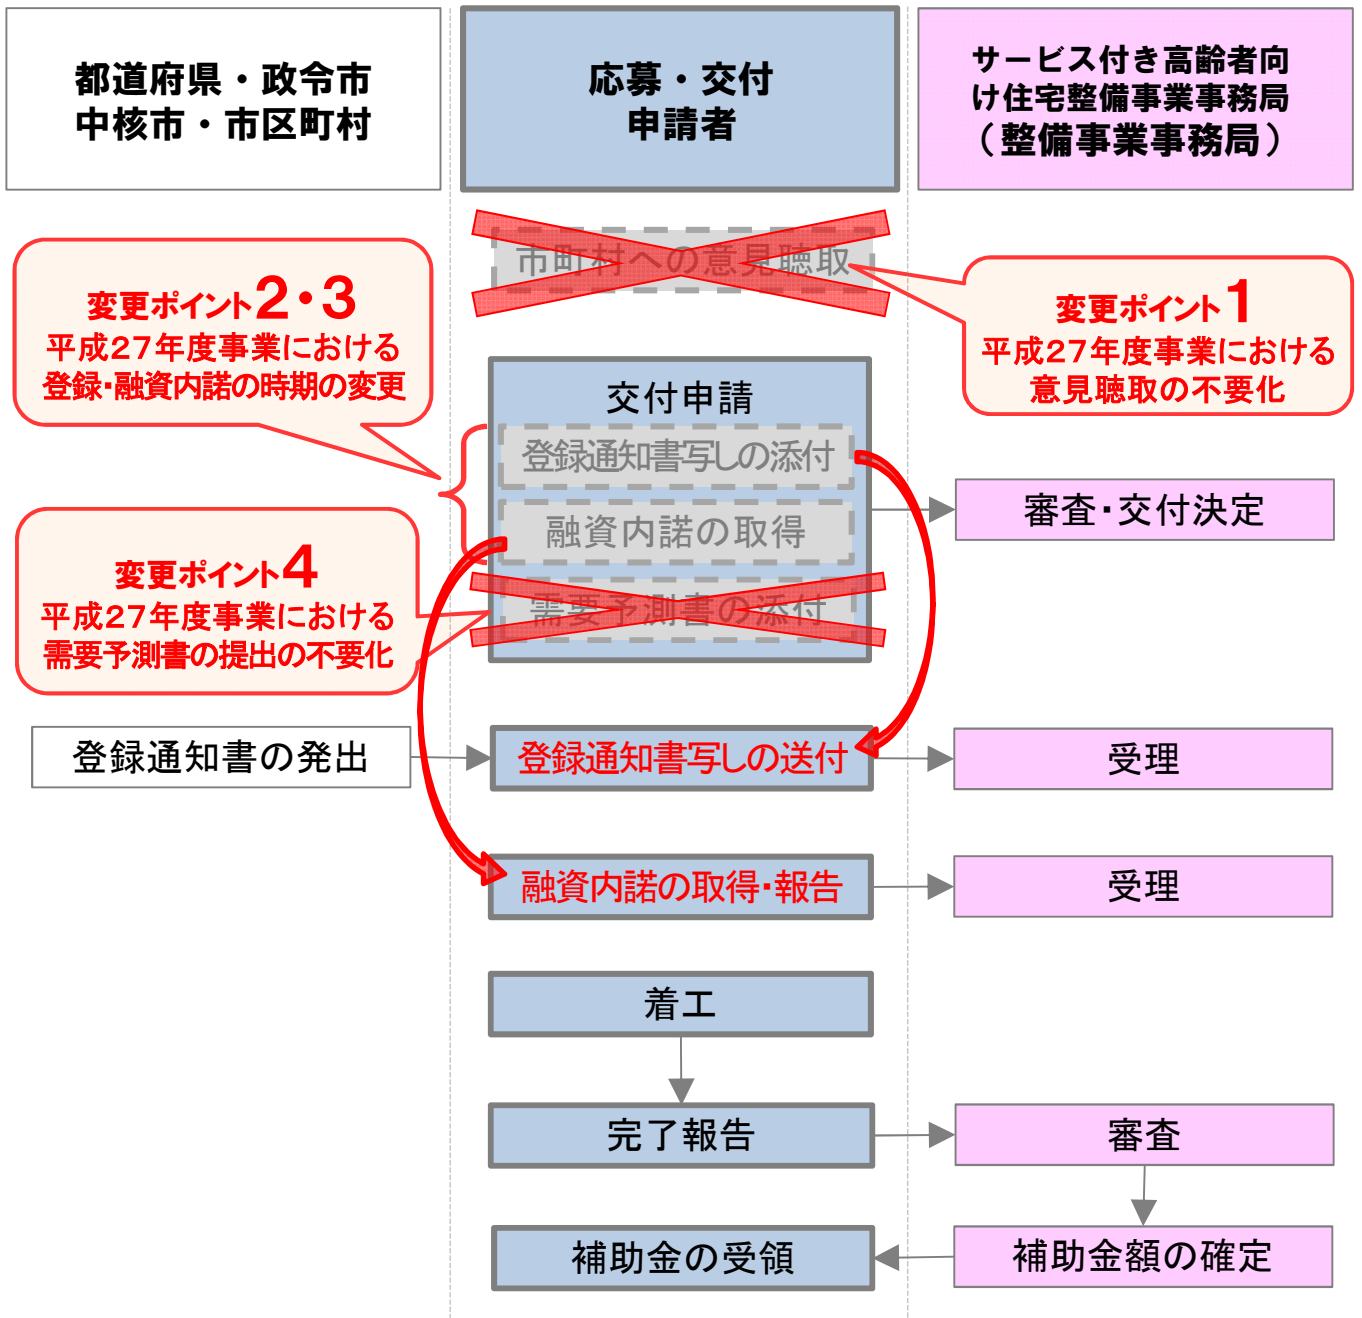 都道府県・政令市
中核市・市区町村
応募・交付
申請者
サービス付き高齢者向
け住宅整備事業事務局
（整備事業事務局）
市町村への意見聴取
変更ポイント2・3
平成27年度事業における
登録・融資内諾の時期の変更
変更ポイント1
平成27年度事業における
意見聴取の不要化
交付申請
登録通知書写しの添付
融資内諾の取得
需要予測書の添付
審査・交付決定
変更ポイント4
平成27年度事業における
需要予測書の提出の不要化
登録通知書の発出
登録通知書写しの送付
受理
融資内諾の取得・報告
受理
着工
完了報告
審査
補助金の受領
補助金額の確定